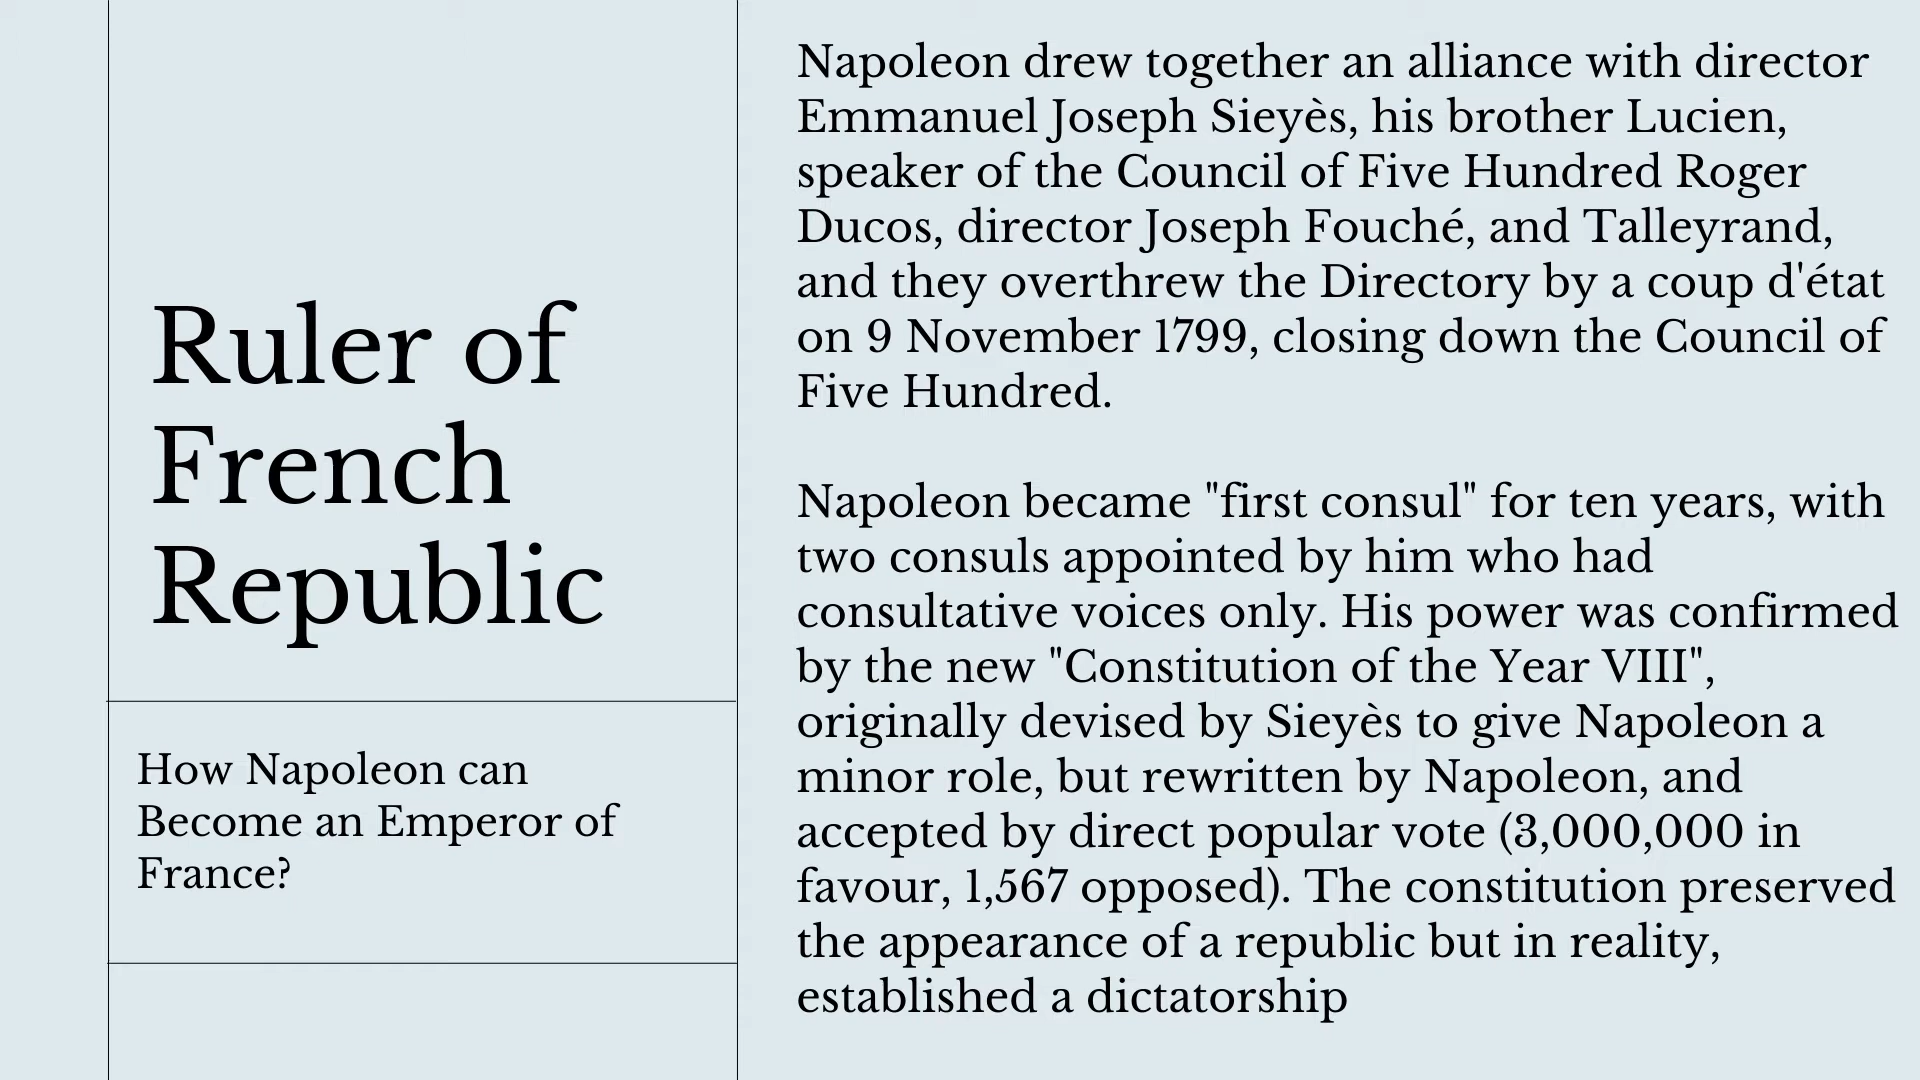 Ruler of
French
Republic
How Napoleon can
Become an Emperor of
France?
Napoleon drew together an alliance with director
Emmanuel Joseph Sieyès, his brother Lucien,
speaker of the Council of Five Hundred Roger
Ducos, director Joseph Fouché, and Talleyrand,
and they overthrew the Directory by a coup d'état
on 9 November 1799, closing down the Council of
Five Hundred.
Napoleon became "first consul" for ten years, with
two consuls appointed by him who had
consultative voices only. His power was confirmed
by the new "Constitution of the Year VIII",
originally devised by Sieyès to give Napoleon a
minor role, but rewritten by Napoleon, and
accepted by direct popular vote (3,000,000 in
favour, 1,567 opposed). The constitution preserved
the appearance of a republic but in reality,
established a dictatorship